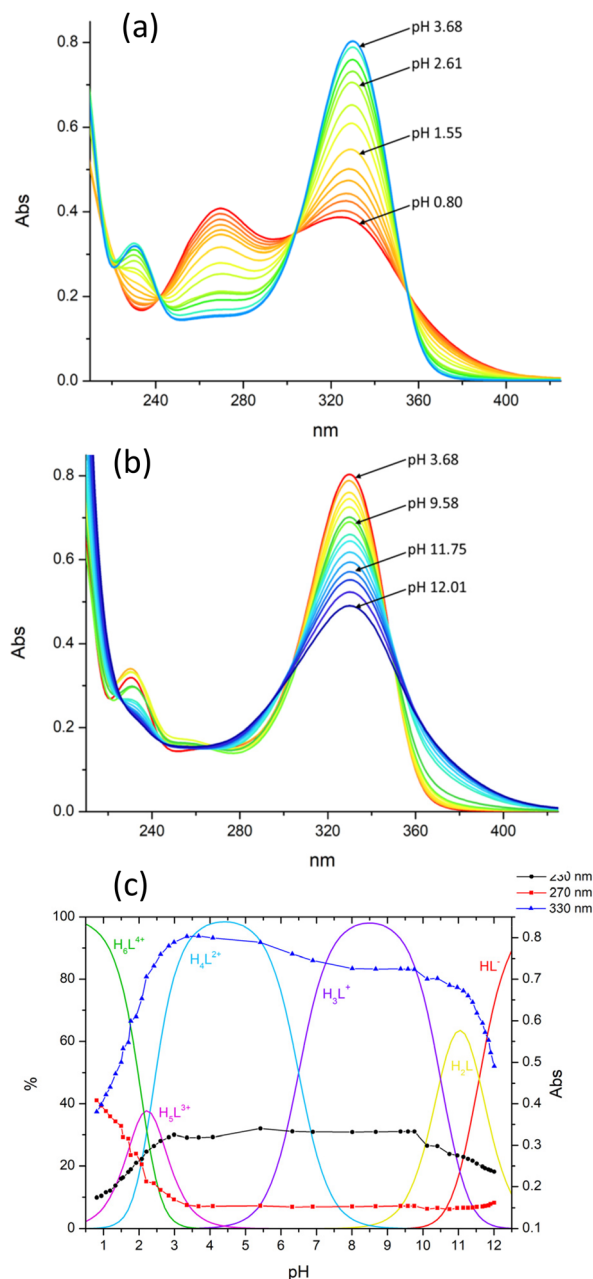 (a)
0.8
0.6
0.4
0.2
0.0
Abs
pH 3.68
pH 2.61
pH 1.55
pH 0.80
240 280 320 360 400
nm
(b)
0.8
0.6
0.4
0.2
0.0
Abs
pH 3.68
pH 9.58
pH 11.75
pH 12.01
240 280 320 360 400
nm
(c)
230 nm
270 nm
330 nm
100
80
60
40
20
0
%
H₆L⁴⁺
H₅L³⁺
H₄L²⁺
H₃L⁺
H₂L
HL⁻
0.8
0.7
0.6
0.5
0.4
0.3
0.2
0.1
Abs
1 2 3 4 5 6 7 8 9 10 11 12
pH